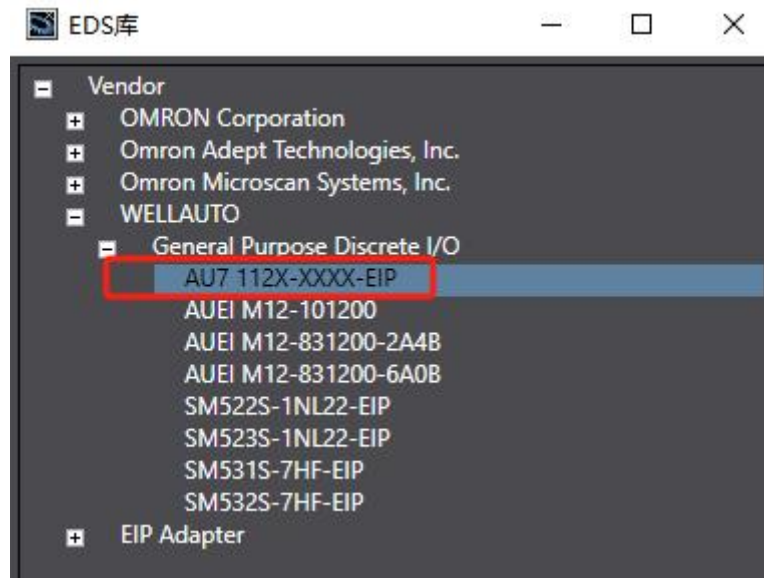 EDS库
Vendor
OMRON Corporation
Omron Adept Technologies, Inc.
Omron Microscan Systems, Inc.
WELLAUTO
General Purpose Discrete I/O
AU7 112X-XXXX-EIP
AUEI M12-101200
AUEI M12-831200-2A4B
AUEI M12-831200-6A0B
SM522S-1NL22-EIP
SM523S-1NL22-EIP
SM531S-7HF-EIP
SM532S-7HF-EIP
EIP Adapter